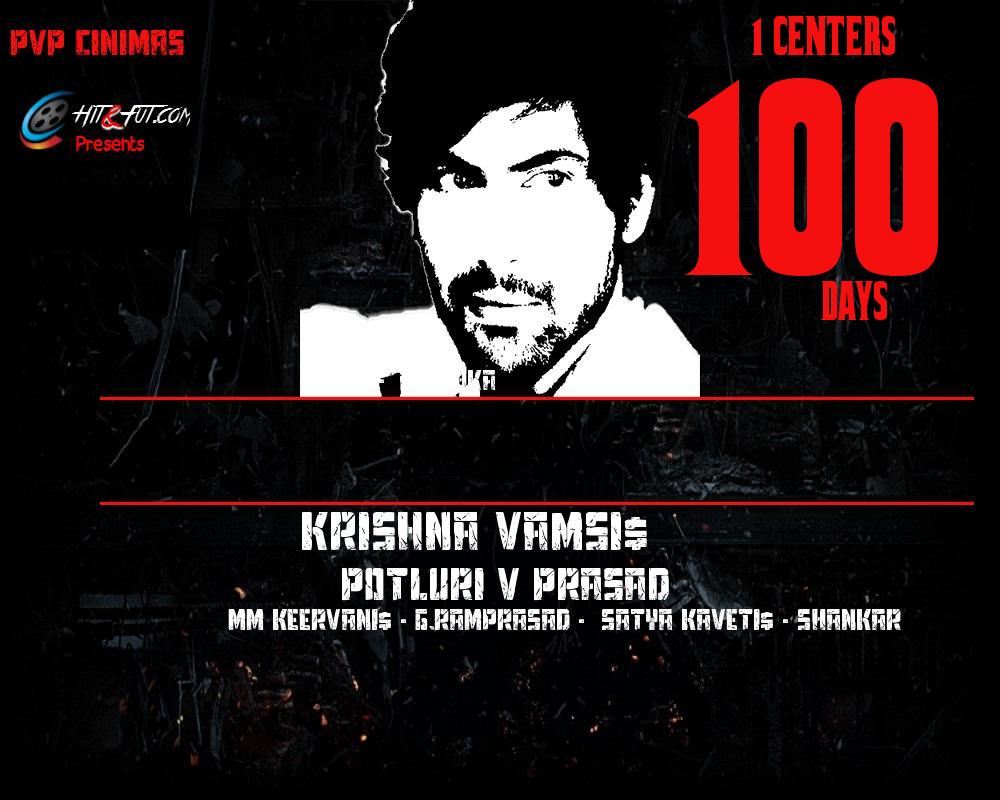 PVP CINIMAS
HIT&FUT.COM
Presents
1 CENTERS
100
DAYS
KRISHNA VAMSI$
POTLURI V PRASAD
MM KEERVANI$ - G.RAMPRASAD - SATYA KAVETI$ - SHANKAR